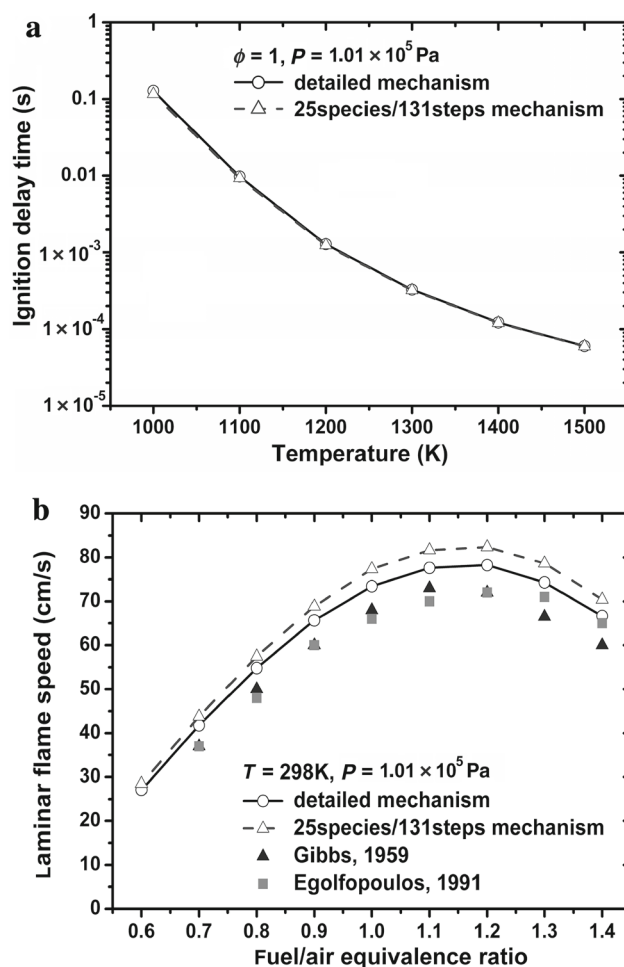 a
ϕ = 1, P = 1.01 × 10⁵ Pa
detailed mechanism
25species/131steps mechanism
Ignition delay time (s)
1
0.1
0.01
1 × 10⁻³
1 × 10⁻⁴
1 × 10⁻⁵
1000 1100 1200 1300 1400 1500
Temperature (K)
b
Laminar flame speed (cm/s)
90
80
70
60
50
40
30
20
10
0
T = 298K, P = 1.01 × 10⁵ Pa
detailed mechanism
25species/131steps mechanism
Gibbs, 1959
Egolfopoulos, 1991
0.6 0.7 0.8 0.9 1.0 1.1 1.2 1.3 1.4
Fuel/air equivalence ratio